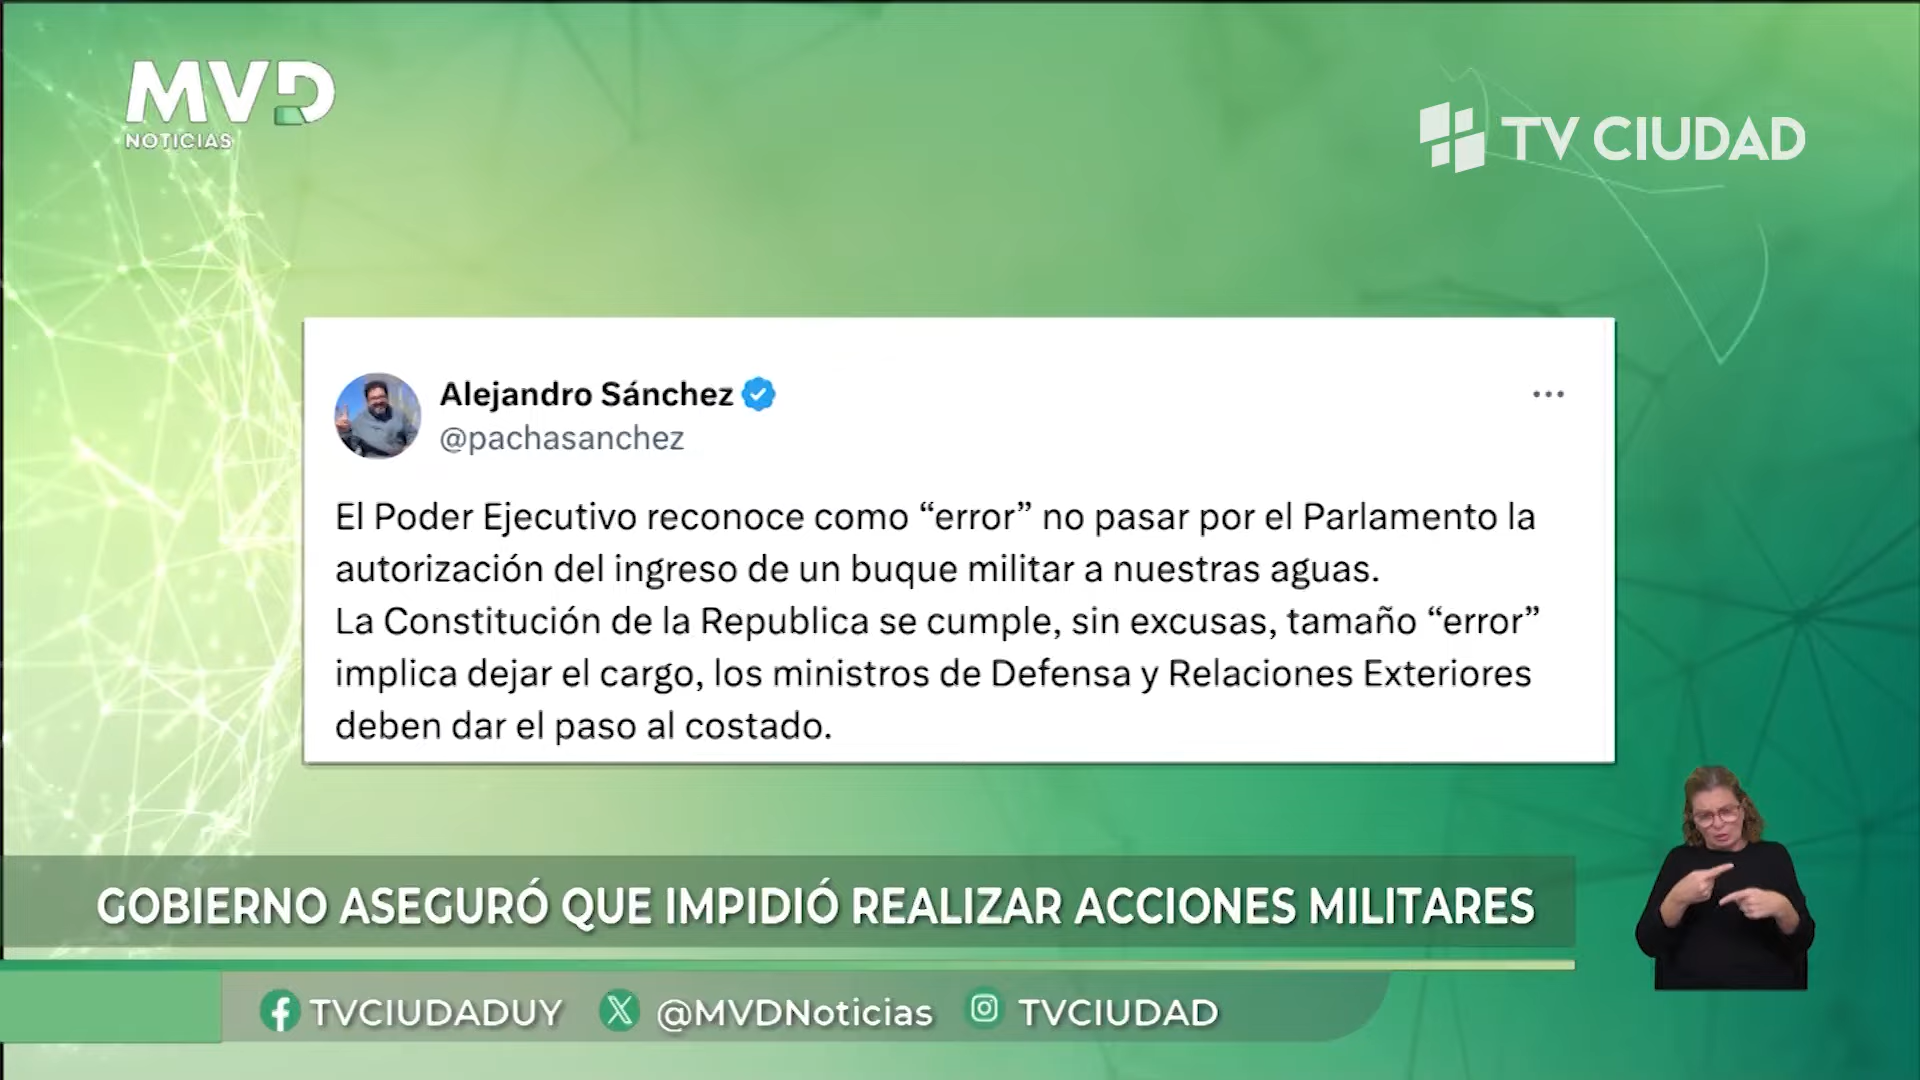 MVD
NOTICIAS
TV CIUDAD
Alejandro Sánchez
@pachasanchez
El Poder Ejecutivo reconoce como “error” no pasar por el Parlamento la
autorización del ingreso de un buque militar a nuestras aguas.
La Constitución de la Republica se cumple, sin excusas, tamaño “error”
implica dejar el cargo, los ministros de Defensa y Relaciones Exteriores
deben dar el paso al costado.
GOBIERNO ASEGURÓ QUE IMPIDIÓ REALIZAR ACCIONES MILITARES
TVCIUDADUY @MVDNoticias TVCIUDAD